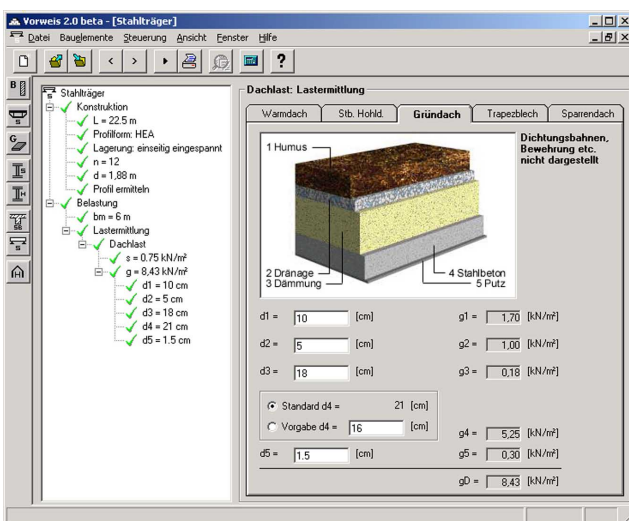 Vorweis 2.0 beta - [Stahlträger]
Datei Bauelemente Steuerung Ansicht Fenster Hilfe
Stahlträger
Konstruktion
L = 22.5 m
Profilform: HEA
Lagerung: einseitig eingespannt
n = 12
d = 1,88 m
Profil ermitteln
Belastung
bm = 6 m
Lastermittlung
Dachlast
s = 0.75 kN/m²
g = 8,43 kN/m²
d1 = 10 cm
d2 = 5 cm
d3 = 18 cm
d4 = 21 cm
d5 = 1.5 cm
Dachlast: Lastermittlung
Warmdach Stb. Hohld. Gründach Trapezblech Sparrendach
Dichtungsbahnen,
Bewehrung etc.
nicht dargestellt
1 Humus
2 Dränage
3 Dämmung
4 Stahlbeton
5 Putz
d1 = 10 [cm] g1 = 1,70 [kN/m²]
d2 = 5 [cm] g2 = 1,00 [kN/m²]
d3 = 18 [cm] g3 = 0,18 [kN/m²]
Standard d4 = 21 [cm]
Vorgabe d4 = 16 [cm]
g4 = 5,25 [kN/m²]
d5 = 1.5 [cm] g5 = 0,30 [kN/m²]
gD = 8,43 [kN/m²]